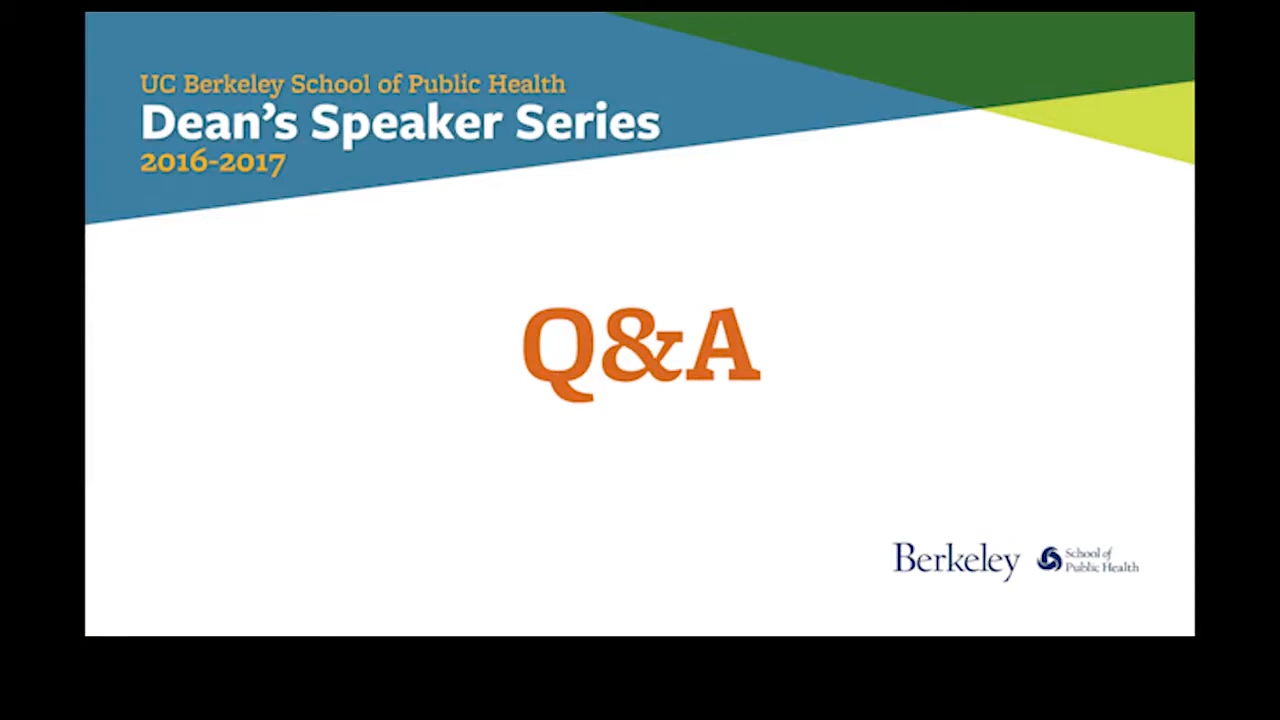 UC Berkeley School of Public Health
Dean's Speaker Series
2016-2017
Q&A
Berkeley
School of
Public Health